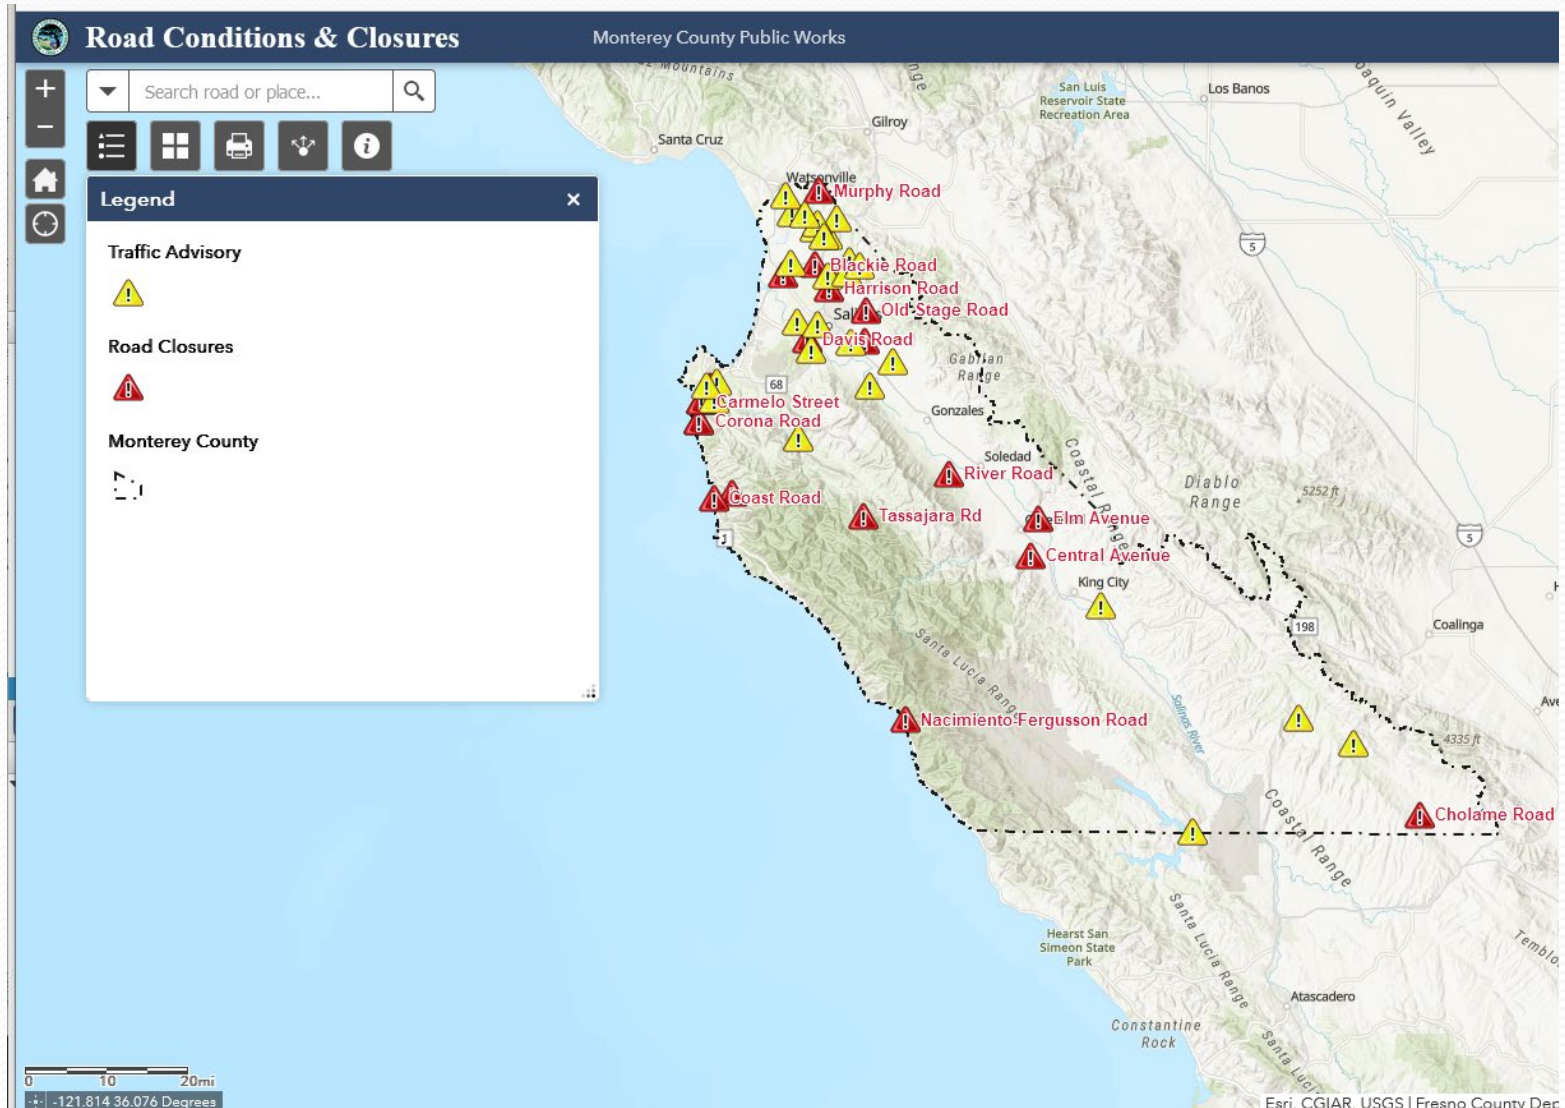 Road Conditions & Closures
Monterey County Public Works
Search road or place...
Legend
Traffic Advisory
Road Closures
Monterey County
San Luis
Reservoir State
Recreation Area
Los Banos
Gilroy
Santa Cruz
Watsonville
Murphy Road
5
Blackie Road
Harrison Road
Old Stage Road
Davis Road
Gabilan
Range
68
Carmelo Street
Gonzales
Corona Road
Soledad
Coastal Range
River Road
Diablo
Range
5252 ft
Coast Road
Tassajara Rd
Elm Avenue
5
1
Central Avenue
King City
198
Coalinga
Santa Lucia Range
Salinas River
Nacimiento-Fergusson Road
4335 ft
Coastal Range
Cholame Road
Santa Lucia Range
Hearst San
Simeon State
Park
Atascadero
Constantine
Rock
0 10 20mi
-121.814 36.076 Degrees
Esri, CGIAR, USGS | Fresno County Dep